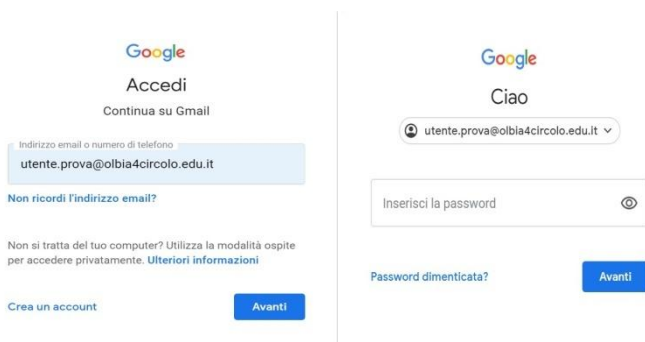 Google
Accedi
Continua su Gmail
Indirizzo email o numero di telefono
utente.prova@olbia4circolo.edu.it
Non ricordi l'indirizzo email?
Non si tratta del tuo computer? Utilizza la modalità ospite
per accedere privatamente. Ulteriori informazioni
Crea un account
Avanti
Google
Ciao
utente.prova@olbia4circolo.edu.it
Inserisci la password
Password dimenticata?
Avanti